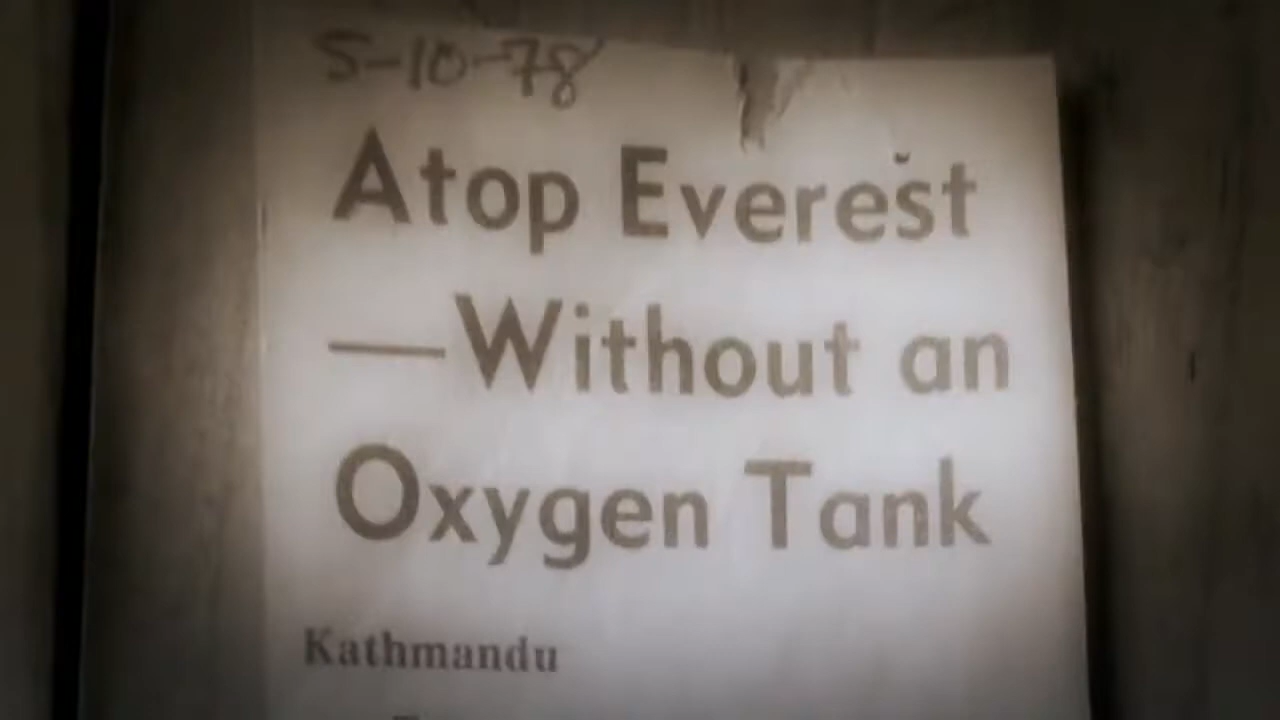 5-10-78
Atop Everest
—Without an
Oxygen Tank
Kathmandu